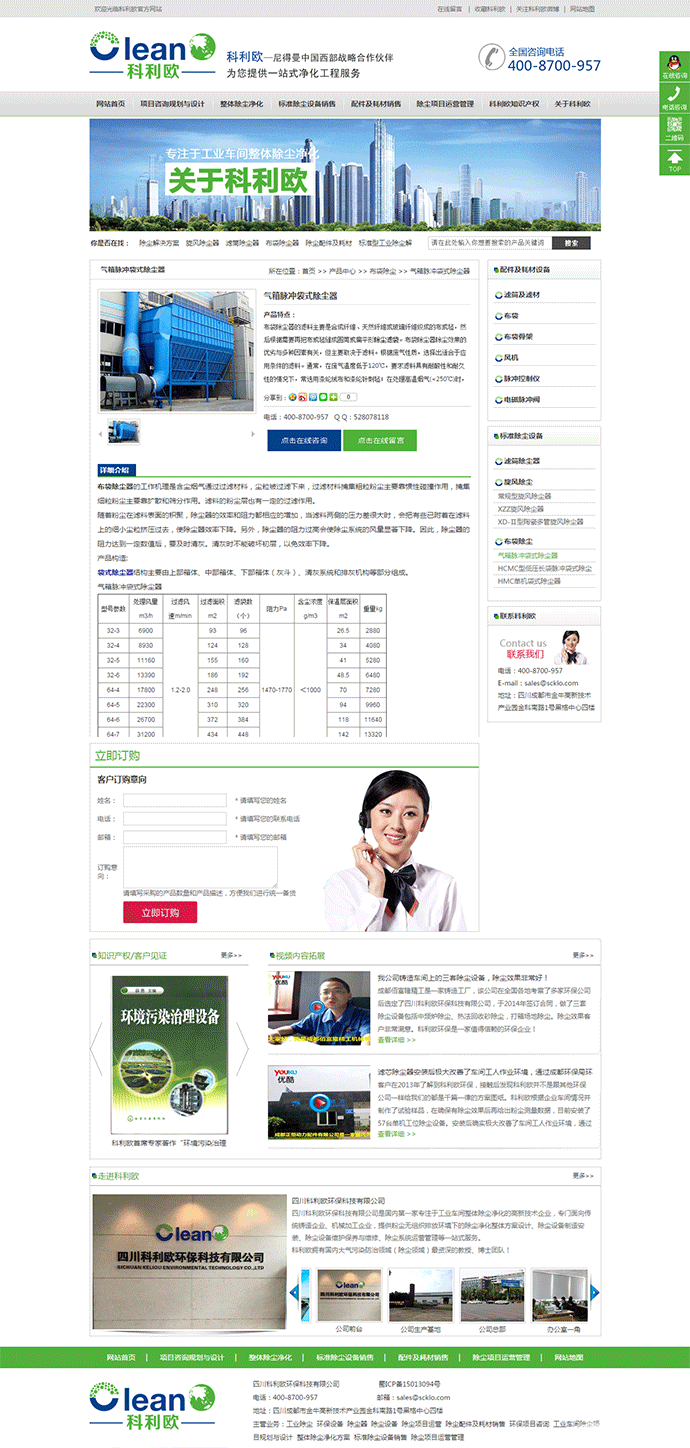 欢迎光临科利欧官方网站
在线留言 | 收藏科利欧 | 关注科利欧微博 | 网站地图
Clean
科利欧
科利欧—尼得曼中国西部战略合作伙伴
为您提供一站式净化工程服务
全国咨询电话
400-8700-957
在线咨询
电话咨询
二维码
TOP
网站首页 项目咨询规划与设计 整体除尘净化 标准除尘设备销售 配件及耗材销售 除尘项目运营管理 科利欧知识产权 关于科利欧
专注于工业车间整体除尘净化
关于科利欧
你是否在找： 除尘解决方案 旋风除尘器 滤筒除尘器 布袋除尘器 除尘配件及耗材 标准型工业除尘解
请在此处输入你想要搜索的产品关键词 搜索
气箱脉冲袋式除尘器
所在位置：首页 >> 产品中心 >> 布袋除尘 >> 气箱脉冲袋式除尘器
气箱脉冲袋式除尘器
产品特点：
布袋除尘器的滤料主要是合成纤维、天然纤维或玻璃纤维织成的布或毡。然
后根据需要再把布或毡缝成圆筒或扁平形除尘滤袋。布袋除尘器除尘效果的
优劣与多种因素有关，但主要取决于滤料。根据废气性质，选择出适合于应
用条件的滤料。通常，在废气温度低于120℃，要求滤料具有耐酸性和耐久
性的情况下，常选用涤纶绒布和涤纶针刺毡；在处理高温烟气(<250℃)时，
分享到： 0
电话：400-8700-957 Q Q：528078118
点击在线咨询 点击在线留言
详细介绍
布袋除尘器的工作机理是含尘烟气通过过滤材料，尘粒被过滤下来，过滤材料捕集粗粒粉尘主要靠惯性碰撞作用，捕集
细粒粉尘主要靠扩散和筛分作用。滤料的粉尘层也有一定的过滤作用。
随着粉尘在滤料表面的积聚，除尘器的效率和阻力都相应的增加，当滤料两侧的压力差很大时，会把有些已附着在滤料
上的细小尘粒挤压过去，使除尘器效率下降。另外，除尘器的阻力过高会使除尘系统的风量显著下降。因此，除尘器的
阻力达到一定数值后，要及时清灰。清灰时不能破坏初层，以免效率下降。
产品构造:
袋式除尘器结构主要由上部箱体、中部箱体、下部箱体（灰斗）、清灰系统和排灰机构等部分组成。
气箱脉冲袋式除尘器
型号参数 处理风量 m3/h 过滤风速m/min 过滤面积 m2 滤袋数（个） 阻力Pa 含尘浓度 g/m3 保温层面积 m2 重量kg
32-3 6900 93 96 26.5 2880
32-4 8930 124 128 34 4080
32-5 11160 155 160 41 5280
32-6 13390 186 192 48.5 6480
64-4 17800 1.2-2.0 248 256 1470-1770 <1000 70 7280
64-5 22300 310 320 94 9960
64-6 26700 372 384 118 11640
64-7 31200 434 448 142 13320
配件及耗材设备
滤筒及滤材
布袋
布袋骨架
风机
脉冲控制仪
电磁脉冲阀
标准除尘设备
滤筒除尘器
旋风除尘
常规型旋风除尘器
XZZ旋风除尘器
XD-Ⅱ型陶瓷多管旋风除尘器
布袋除尘
气箱脉冲袋式除尘器
HCMC型低压长袋脉冲袋式除尘
HMC单机袋式除尘器
联系科利欧
Contact us
联系我们
电话：400-8700-957
E-mail：sales@scklo.com
地址：四川成都市金牛高新技术
产业园金科南路1号黑格中心四楼
立即订购
客户订购意向
姓名： * 请填写您的姓名
电话： * 请填写您的联系电话
邮箱： * 请填写您的邮箱
订购意向：
请填写采购的产品数量和产品描述，方便我们进行统一备货
立即订购
知识产权/客户见证 更多>>
环境污染治理设备
科利欧首席专家著作“环境污染治理
视频内容拓展 更多>>
YOUKU 优酷
我公司铸造车间上的三套除尘设备，除尘效果非常好！
成都佰富隆精工是一家铸造工厂，该公司在全国各地考察了多家环保公司
后选定了四川科利欧环保科技有限公司，于2014年签订合同，做了三套
除尘设备包括中频炉除尘、热法回收砂除尘，打箱场地除尘。除尘效果客
户非常满意。科利欧环保是一家值得信赖的环保企业！
查看详细 >>
YOUKU 优酷
滤芯除尘器安装后极大改善了车间工人作业环境，通过成都环保局环
客户在2013年了解到科利欧环保，接触后发现科利欧并不是跟其他环保
公司一样给我们的都是千篇一律的方案图纸。科利欧根据企业车间情况并
制作了试验样品，在确保有除尘效果后再给出粉尘测量数据，目前安装了
57台单机工位除尘设备。安装后确实极大改善了车间工人作业环境，通过
查看详细 >>
走进科利欧 更多>>
Clean
四川科利欧环保科技有限公司
SICHUAN KELIOU ENVIRONMENTAL TECHNOLOGY CO.,LTD
四川科利欧环保科技有限公司
四川科利欧环保科技有限公司是国内第一家专注于工业车间整体除尘净化的高新技术企业，专门面向传
统铸造企业、机械加工企业，提供粉尘无组织排放环境下的除尘净化整体方案设计、除尘设备制造安
装、除尘设备维护保养与维修、除尘系统运营管理等一站式服务。
科利欧拥有国内大气污染防治领域（除尘领域）最资深的教授、博士团队！
公司前台 公司生产基地 公司总部 办公室一角
网站首页 | 项目咨询规划与设计 | 整体除尘净化 | 标准除尘设备销售 | 配件及耗材销售 | 除尘项目运营管理 | 网站地图
Clean
科利欧
四川科利欧环保科技有限公司 蜀ICP备15013094号
电话：400-8700-957 邮箱：sales@scklo.com
地址：四川成都市金牛高新技术产业园金科南路1号黑格中心四楼
主营业务：工业除尘 环保设备 除尘器 除尘设备 除尘项目运营 除尘配件及耗材销售 环保项目咨询 工业车间除尘项
目规划与设计 整体除尘净化方案 标准除尘设备销售 除尘项目运营管理